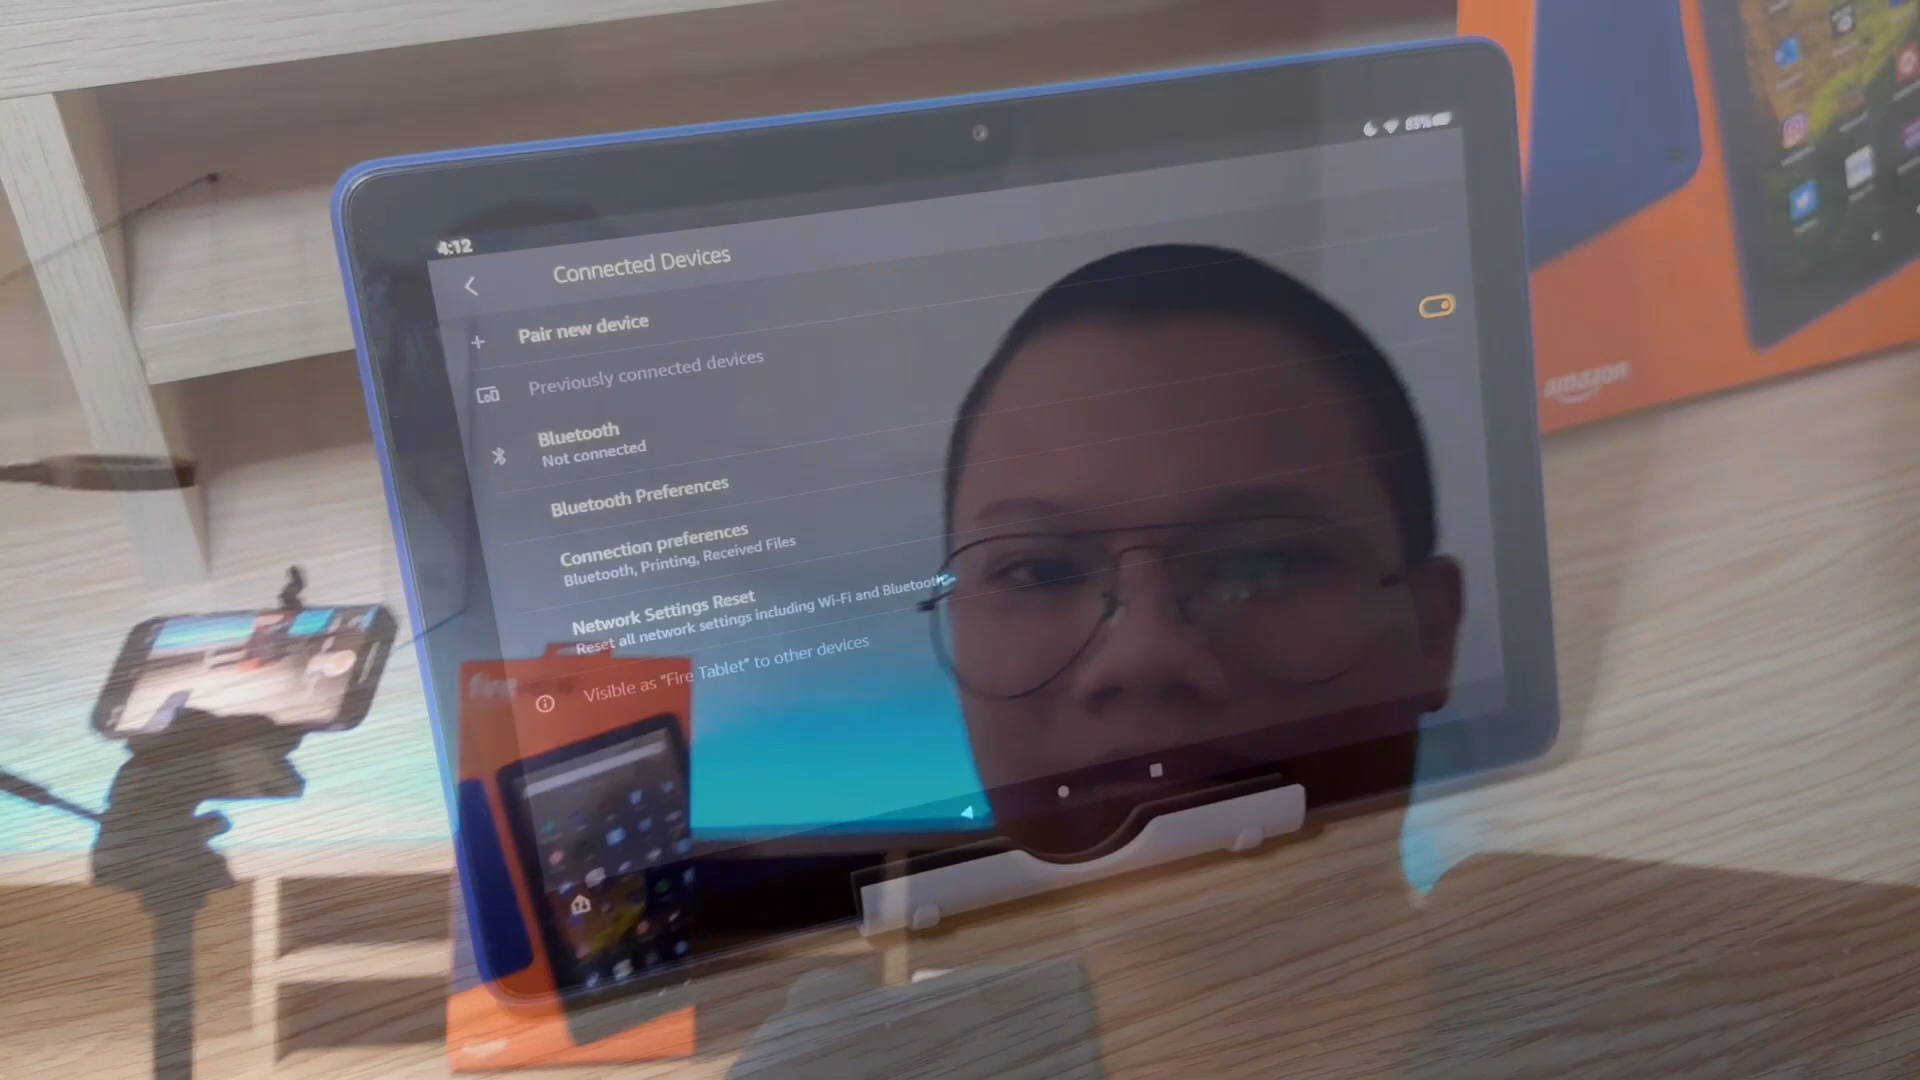 4:12
83%
Connected Devices
Pair new device
Previously connected devices
Bluetooth
Not connected
Bluetooth Preferences
Connection preferences
Bluetooth, Printing, Received Files
Network Settings Reset
Reset all network settings including Wi-Fi and Bluetooth
Visible as "Fire Tablet" to other devices
amazon
fire